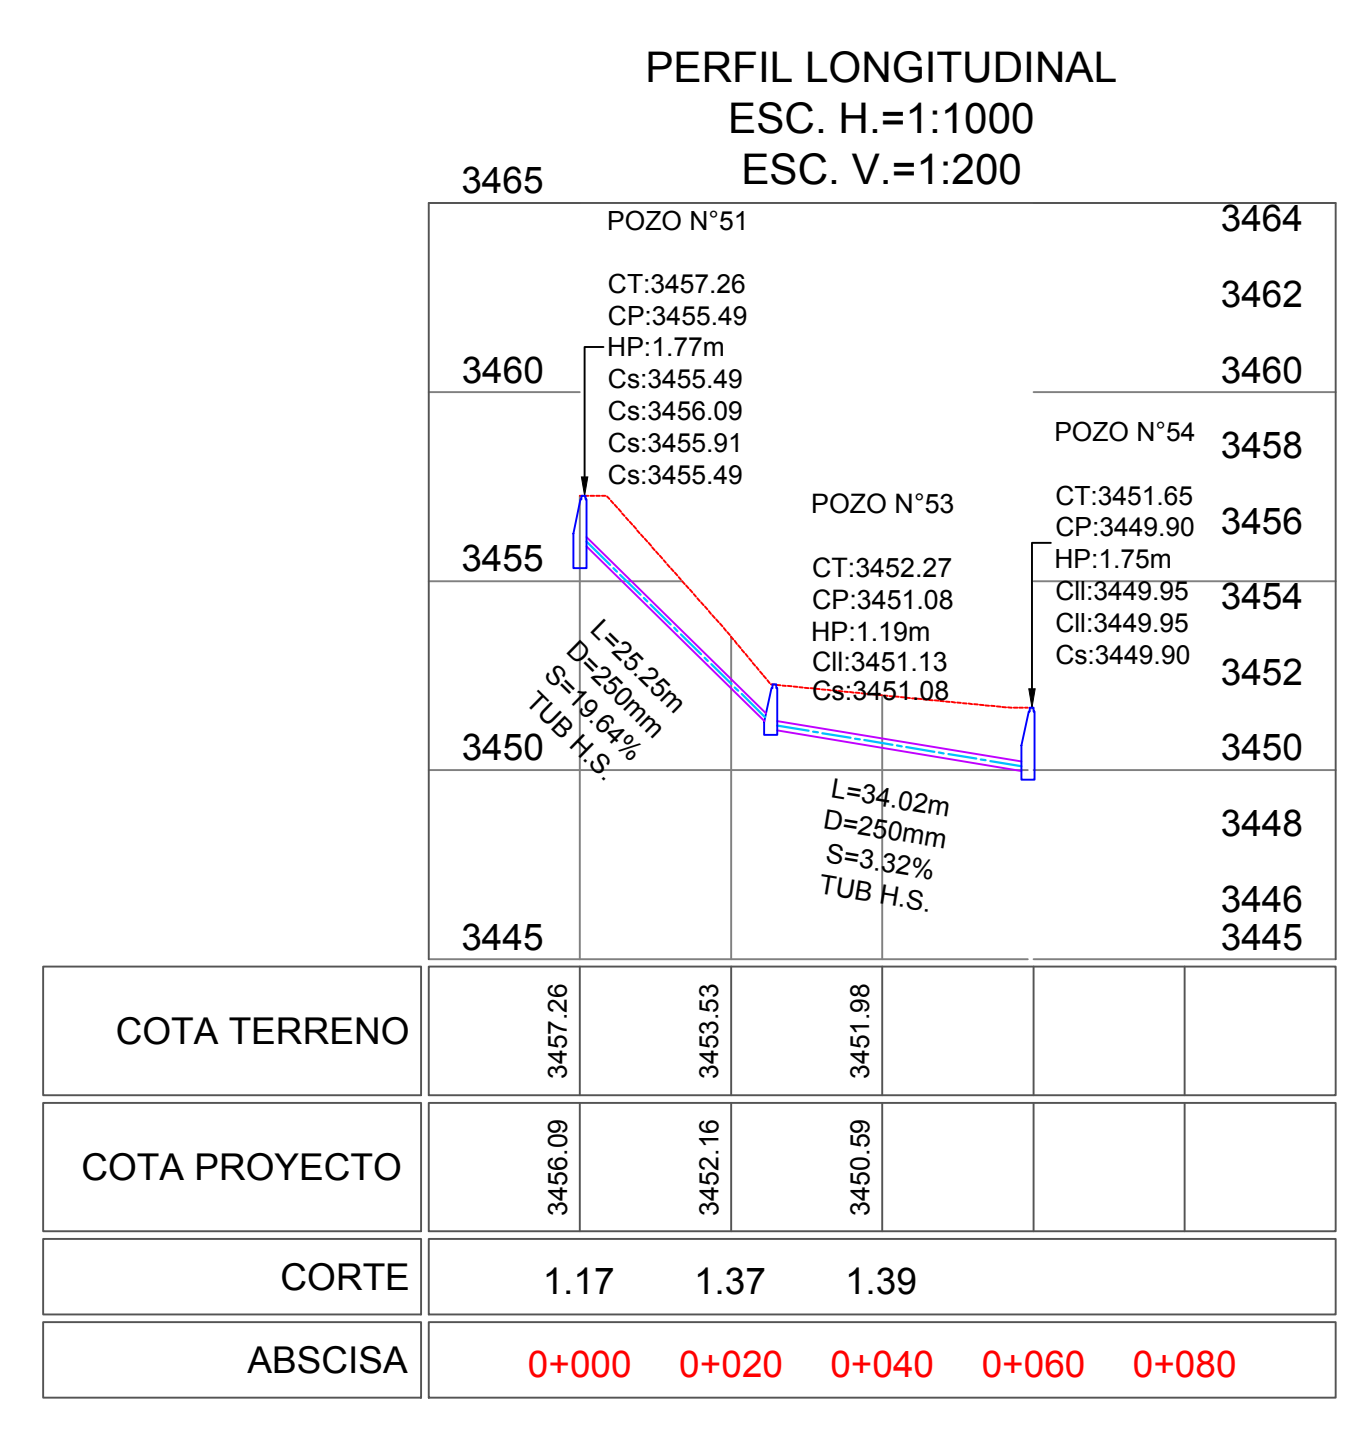 PERFIL LONGITUDINAL
ESC. H.=1:1000
ESC. V.=1:200
3465
3460
3455
3450
3445
POZO N°51
CT:3457.26
CP:3455.49
HP:1.77m
Cs:3455.49
Cs:3456.09
Cs:3455.91
Cs:3455.49
POZO N°53
CT:3452.27
CP:3451.08
HP:1.19m
Cll:3451.13
Cs:3451.08
POZO N°54
CT:3451.65
CP:3449.90
HP:1.75m
Cll:3449.95
Cll:3449.95
Cs:3449.90
3464
3462
3460
3458
3456
3454
3452
3450
3448
3446
3445
L=25.25m
D=250mm
S=19.64%
TUB H.S.
L=34.02m
D=250mm
S=3.32%
TUB H.S.
COTA TERRENO
3457.26
3453.53
3451.98
COTA PROYECTO
3456.09
3452.16
3450.59
CORTE
1.17
1.37
1.39
ABSCISA
0+000
0+020
0+040
0+060
0+080